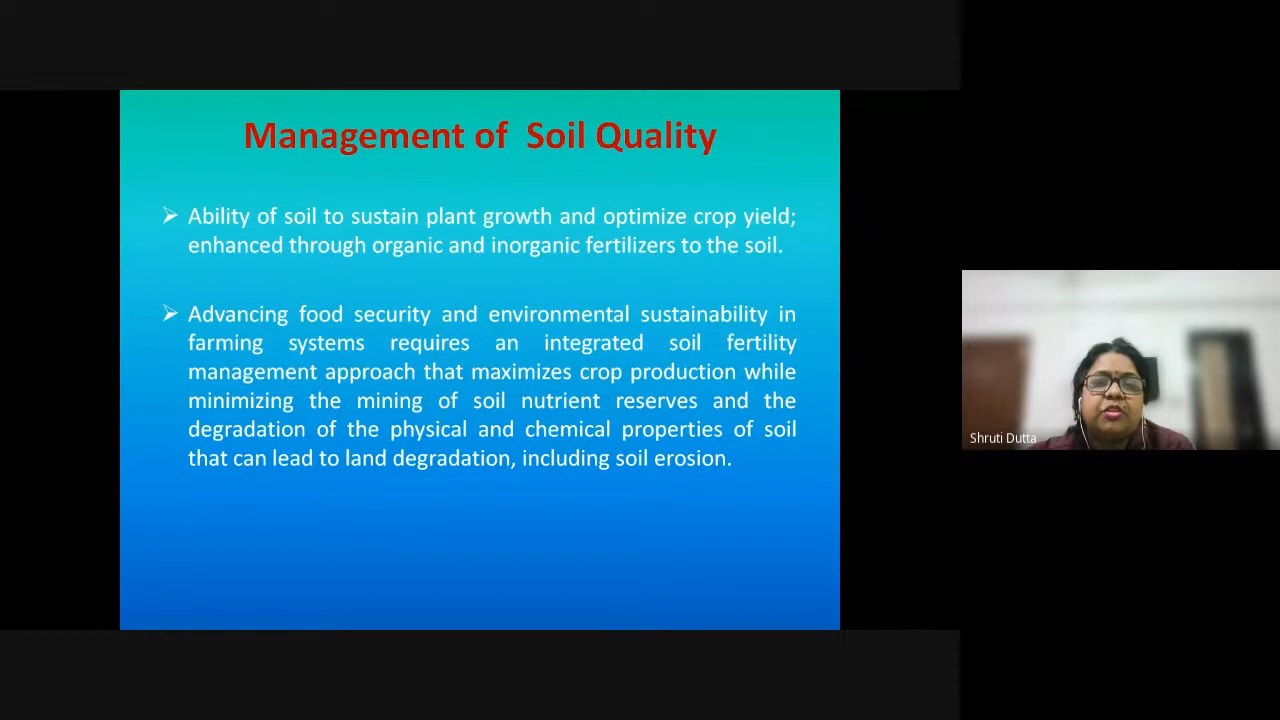 Management of Soil Quality
➢ Ability of soil to sustain plant growth and optimize crop yield;
enhanced through organic and inorganic fertilizers to the soil.
➢ Advancing food security and environmental sustainability in
farming systems requires an integrated soil fertility
management approach that maximizes crop production while
minimizing the mining of soil nutrient reserves and the
degradation of the physical and chemical properties of soil
that can lead to land degradation, including soil erosion.
Shruti Dutta